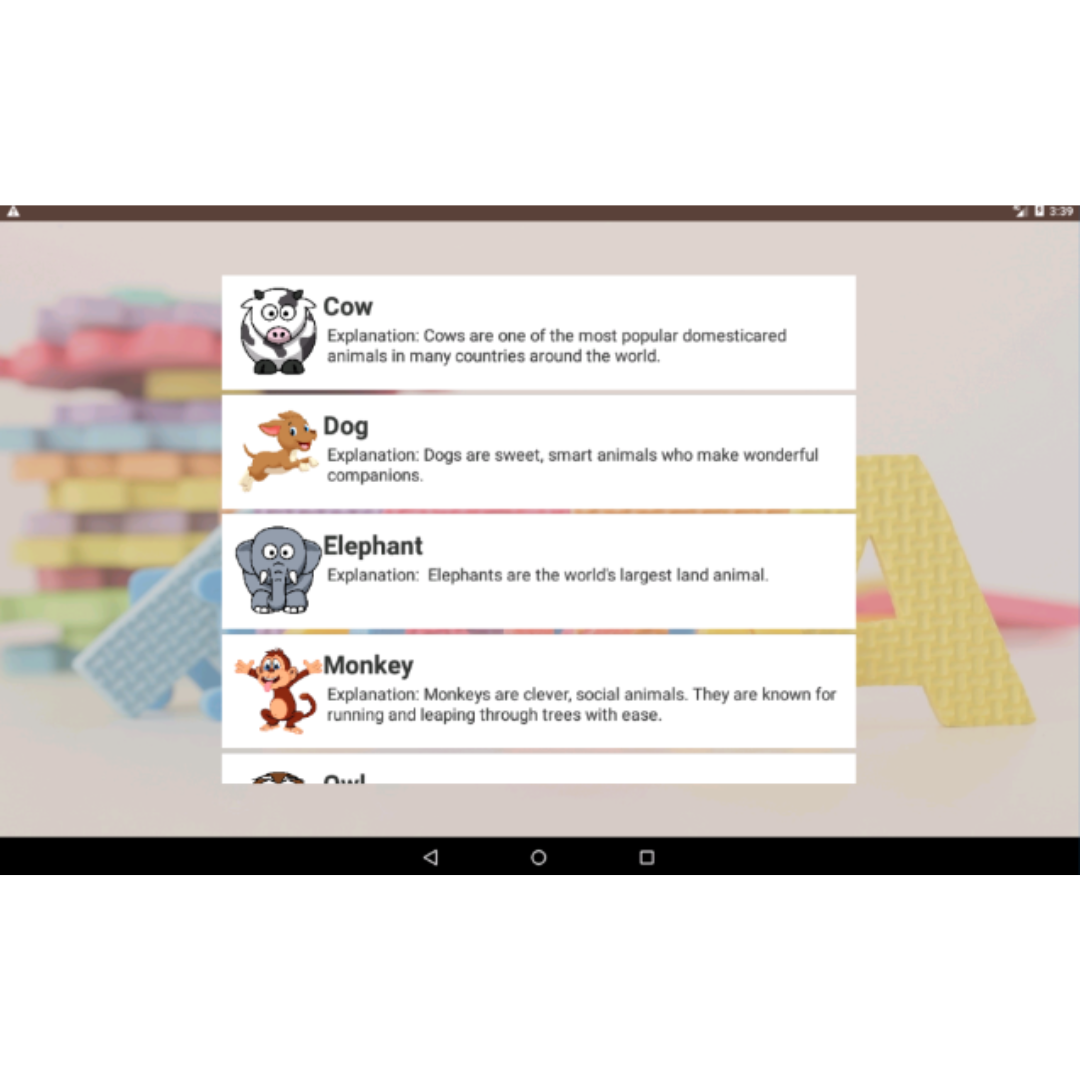 3:39
Cow
Explanation: Cows are one of the most popular domesticared
animals in many countries around the world.
Dog
Explanation: Dogs are sweet, smart animals who make wonderful
companions.
Elephant
Explanation:  Elephants are the world's largest land animal.
Monkey
Explanation: Monkeys are clever, social animals. They are known for
running and leaping through trees with ease.
Owl
A